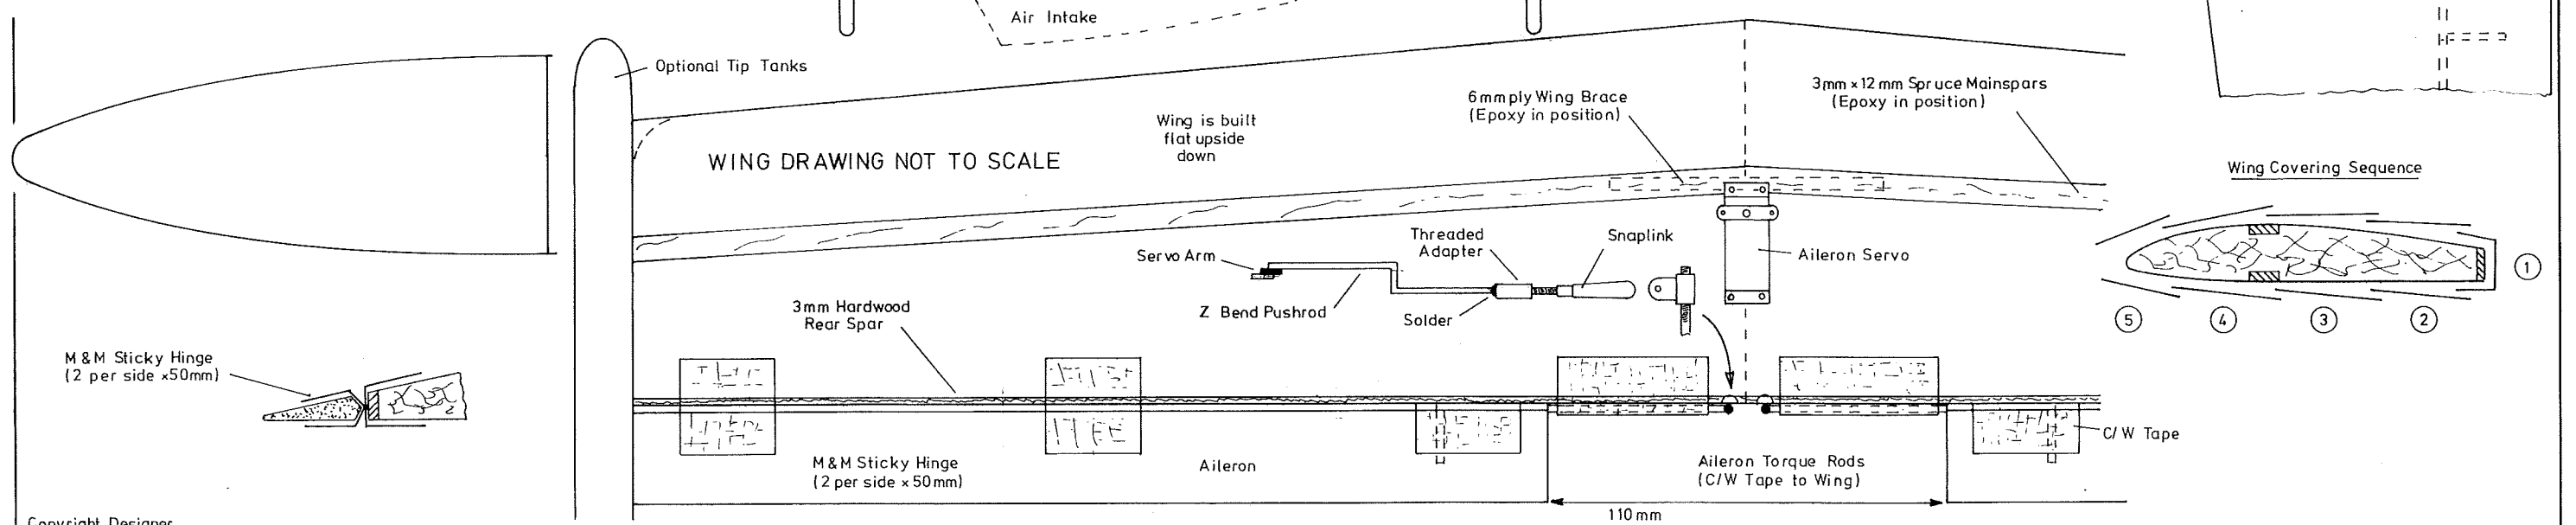 Air Intake
Optional Tip Tanks
Wing is built
flat upside
down
WING DRAWING NOT TO SCALE
6mm ply Wing Brace
(Epoxy in position)
3mm x 12 mm Spruce Mainspars
(Epoxy in position)
Wing Covering Sequence
Servo Arm
Threaded
Adapter
Snaplink
Aileron Servo
Z Bend Pushrod
Solder
1
5
4
3
2
3mm Hardwood
Rear Spar
M&M Sticky Hinge
(2 per side x50mm)
C/W Tape
M&M Sticky Hinge
(2 per side x 50mm)
Aileron
Aileron Torque Rods
(C/W Tape to Wing)
110mm
Copyright Designer